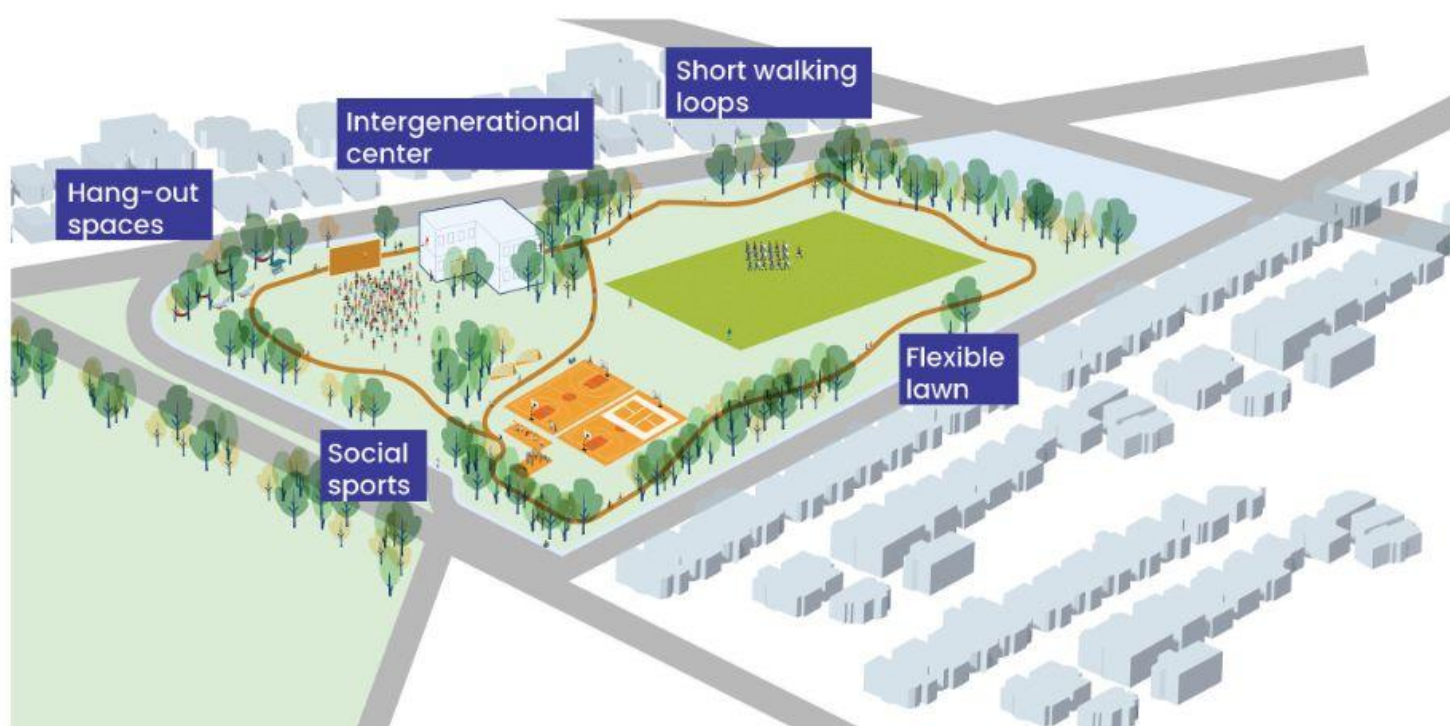 Short walking
loops
Intergenerational
center
Hang-out
spaces
Flexible
lawn
Social
sports